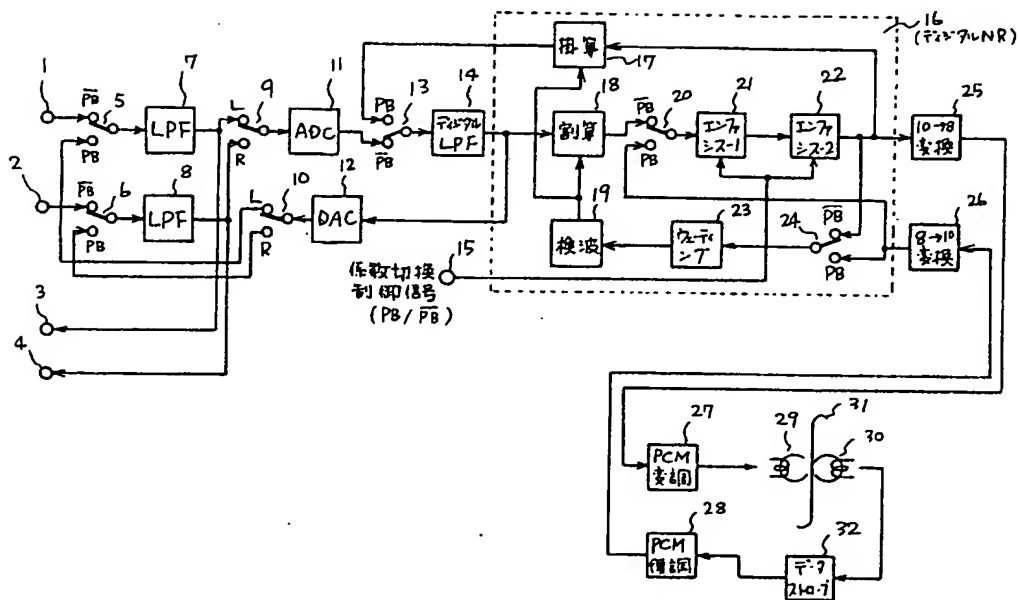 1
2
3
4
P̅B̅
5
PB
P̅B̅
6
PB
7
LPF
8
LPF
L
9
R
L
10
R
11
ADC
12
DAC
PB
13
P̅B̅
14
ディジタル
LPF
15
係数切換
制御信号
(PB/P̅B̅)
16
(ディジタルNR)
掛算
17
18
割算
19
検波
P̅B̅
20
PB
21
エンファ
シス-1
22
エンファ
シス-2
23
ウェーティ
ング
24
P̅B̅
PB
25
10→8
変換
26
8→10
変換
27
PCM
変調
28
PCM
復調
29
30
31
32
データ
ストローブ